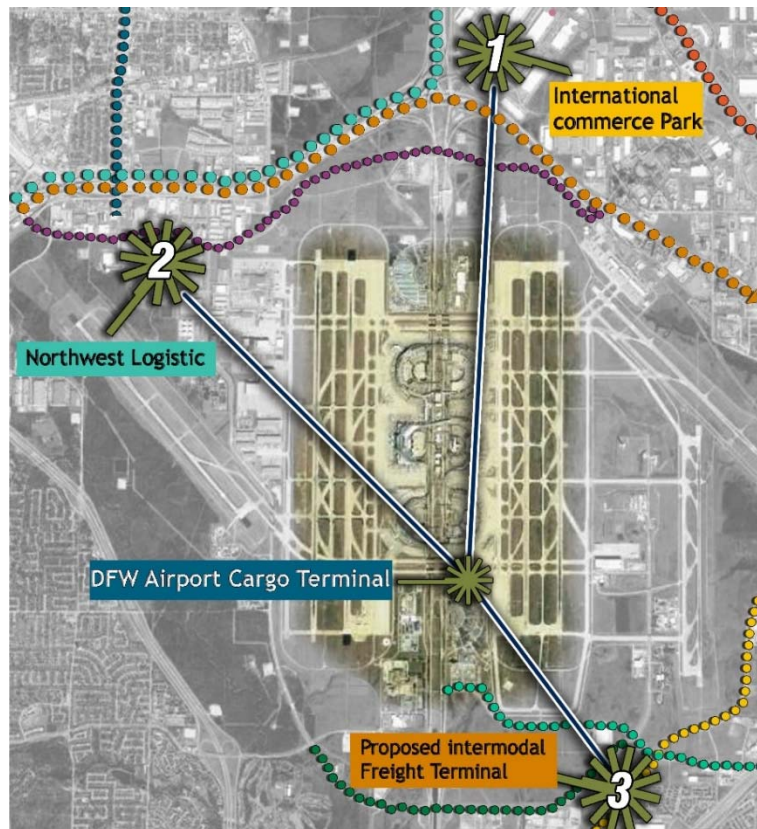 1
International
commerce Park
2
Northwest Logistic
DFW Airport Cargo Terminal
Proposed intermodal
Freight Terminal
3